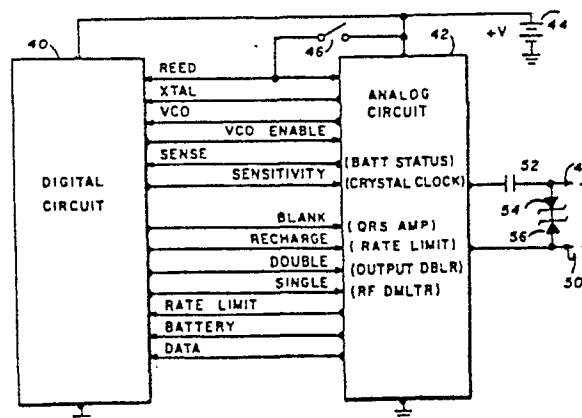 40
46
42
+V
44
REED
XTAL
VCO
VCO ENABLE
SENSE
SENSITIVITY
BLANK
RECHARGE
DOUBLE
SINGLE
RATE LIMIT
BATTERY
DATA
DIGITAL
CIRCUIT
ANALOG
CIRCUIT
(BATT STATUS)
(CRYSTAL CLOCK)
(QRS AMP)
(RATE LIMIT)
(OUTPUT DBLR)
(RF DMLTR)
52
54
56
50